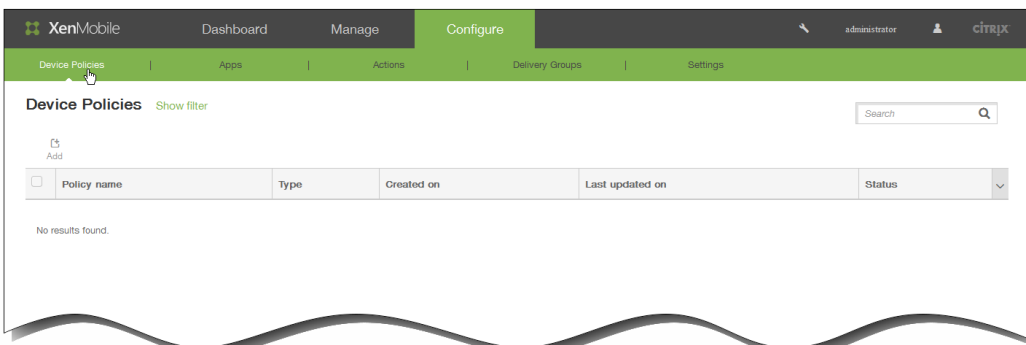 XenMobile Dashboard Manage Configure administrator CITRIX
Device Policies | Apps | Actions | Delivery Groups | Settings
Device Policies Show filter
Search
Add
Policy name Type Created on Last updated on Status
No results found.